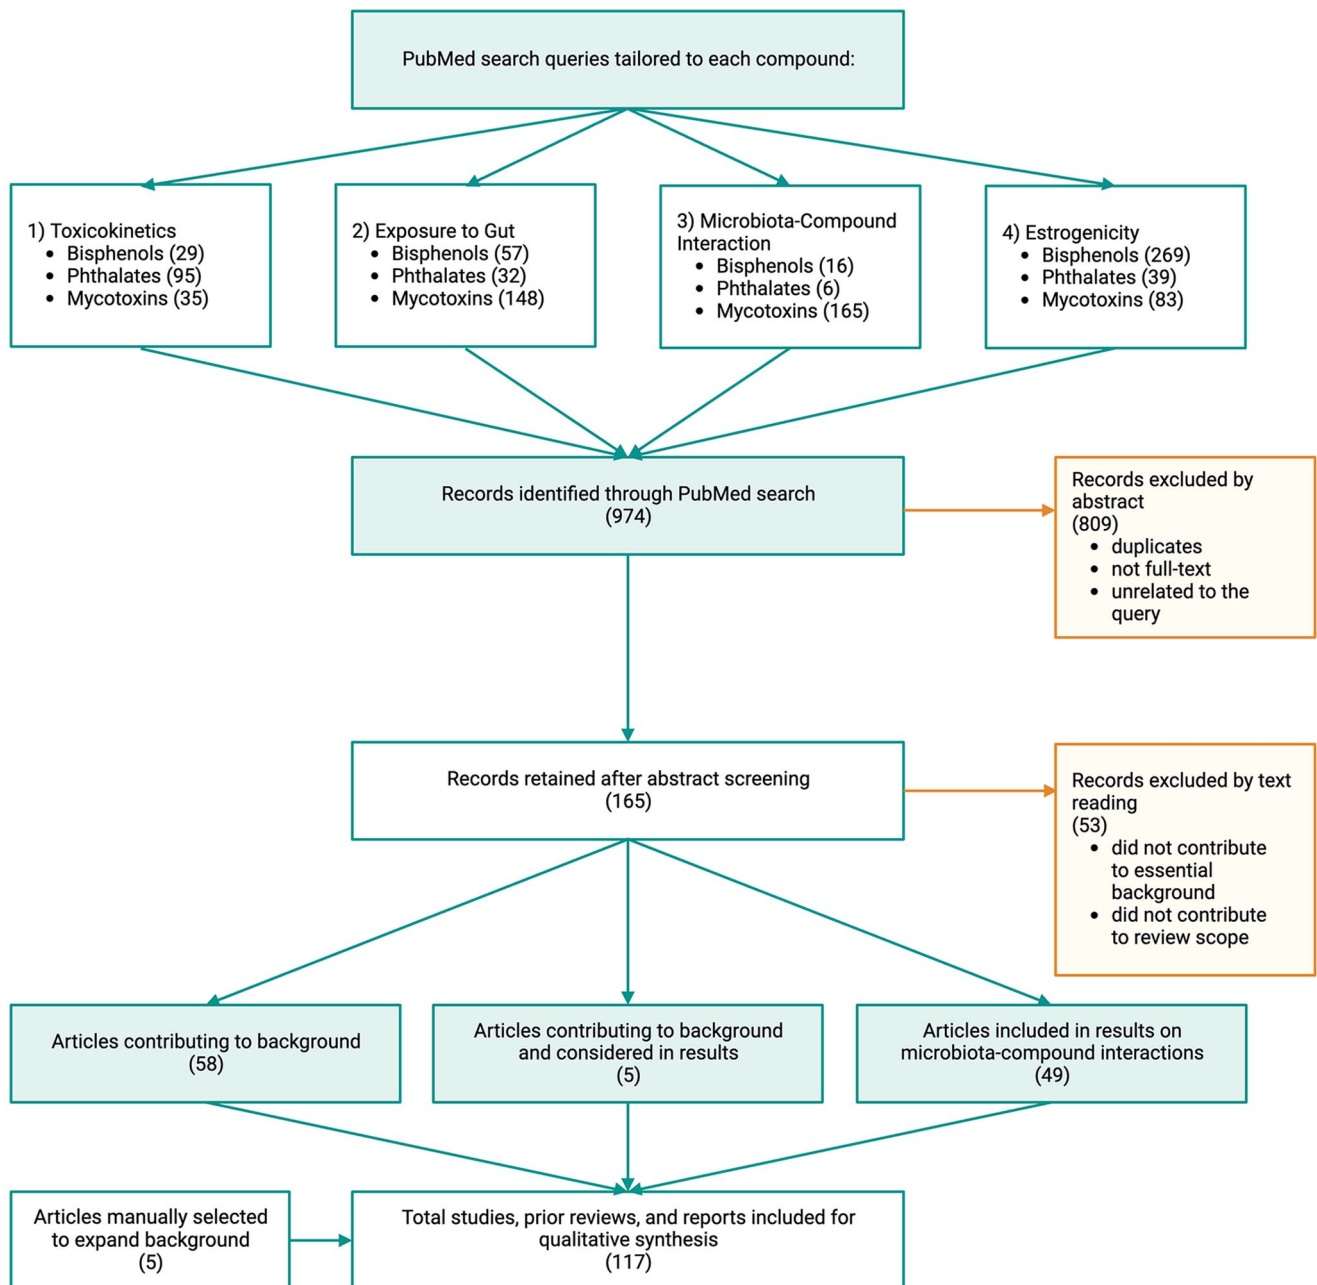 PubMed search queries tailored to each compound:
1) Toxicokinetics
• Bisphenols (29)
• Phthalates (95)
• Mycotoxins (35)
2) Exposure to Gut
• Bisphenols (57)
• Phthalates (32)
• Mycotoxins (148)
3) Microbiota-Compound
Interaction
• Bisphenols (16)
• Phthalates (6)
• Mycotoxins (165)
4) Estrogenicity
• Bisphenols (269)
• Phthalates (39)
• Mycotoxins (83)
Records identified through PubMed search
(974)
Records excluded by
abstract
(809)
• duplicates
• not full-text
• unrelated to the
query
Records retained after abstract screening
(165)
Records excluded by text
reading
(53)
• did not contribute
to essential
background
• did not contribute
to review scope
Articles contributing to background
(58)
Articles contributing to background
and considered in results
(5)
Articles included in results on
microbiota-compound interactions
(49)
Articles manually selected
to expand background
(5)
Total studies, prior reviews, and reports included for
qualitative synthesis
(117)